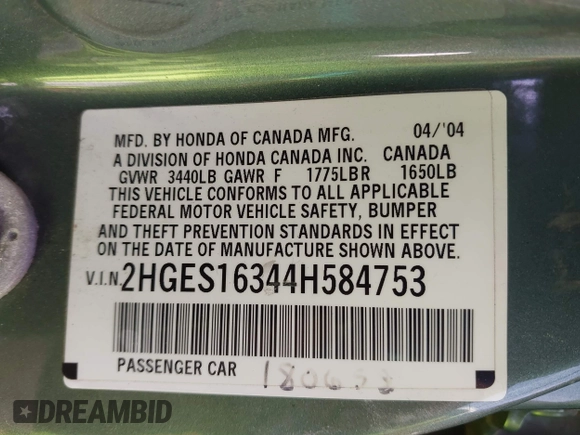 MFD. BY HONDA OF CANADA MFG. 04/'04
A DIVISION OF HONDA CANADA INC. CANADA
GVWR 3440LB GAWR F 1775LBR 1650LB
THIS VEHICLE CONFORMS TO ALL APPLICABLE
FEDERAL MOTOR VEHICLE SAFETY, BUMPER
AND THEFT PREVENTION STANDARDS IN EFFECT
ON THE DATE OF MANUFACTURE SHOWN ABOVE.
V.I.N. 2HGES16344H584753
PASSENGER CAR
DREAMBID